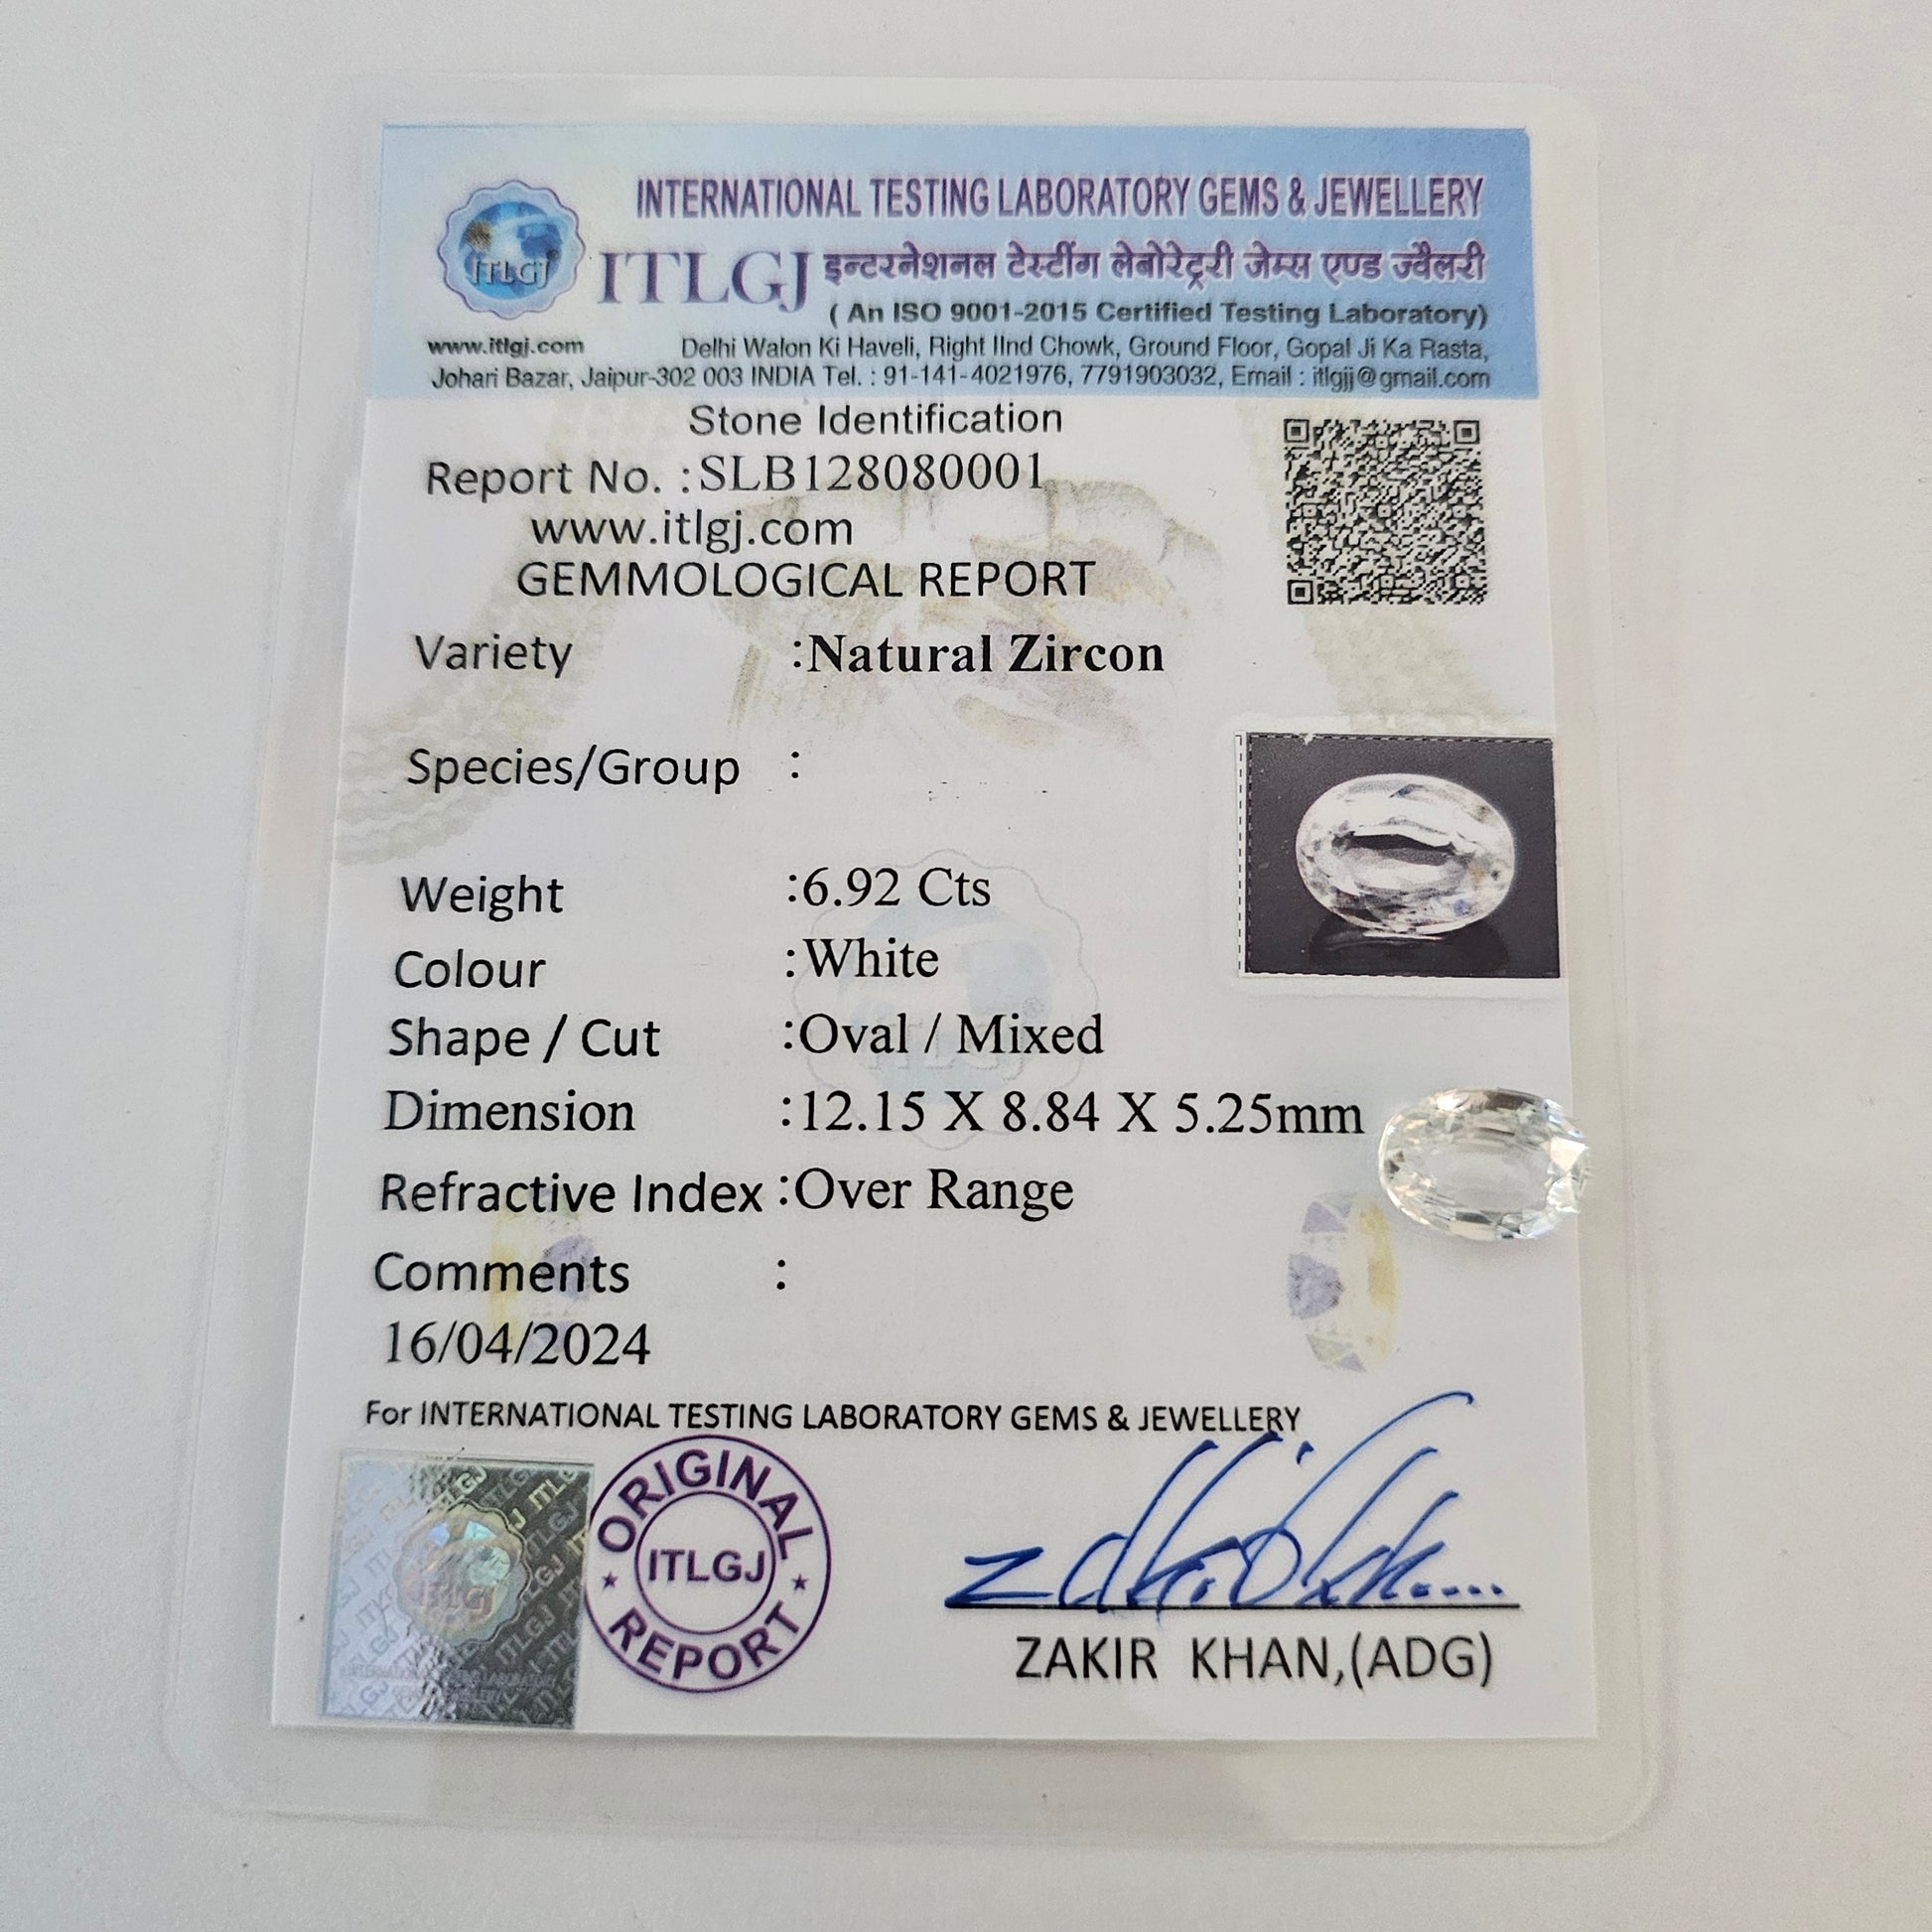 INTERNATIONAL TESTING LABORATORY GEMS & JEWELLERY
ITLGJ
ITLGJ इन्टरनेशनल टेस्टींग लेबोरेट्ररी जेम्स एण्ड ज्वैलरी
( An ISO 9001-2015 Certified Testing Laboratory)
www.itlgj.com Delhi Walon Ki Haveli, Right IInd Chowk, Ground Floor, Gopal Ji Ka Rasta,
Johari Bazar, Jaipur-302 003 INDIA Tel. : 91-141-4021976, 7791903032, Email : itlgjj@gmail.com
Stone Identification
Report No. :SLB128080001
www.itlgj.com
GEMMOLOGICAL REPORT
Variety :Natural Zircon
Species/Group :
Weight :6.92 Cts
Colour :White
Shape / Cut :Oval / Mixed
Dimension :12.15 X 8.84 X 5.25mm
Refractive Index :Over Range
Comments :
16/04/2024
For INTERNATIONAL TESTING LABORATORY GEMS & JEWELLERY
ITLGJ
ORIGINAL
ITLGJ
REPORT
ZAKIR KHAN,(ADG)